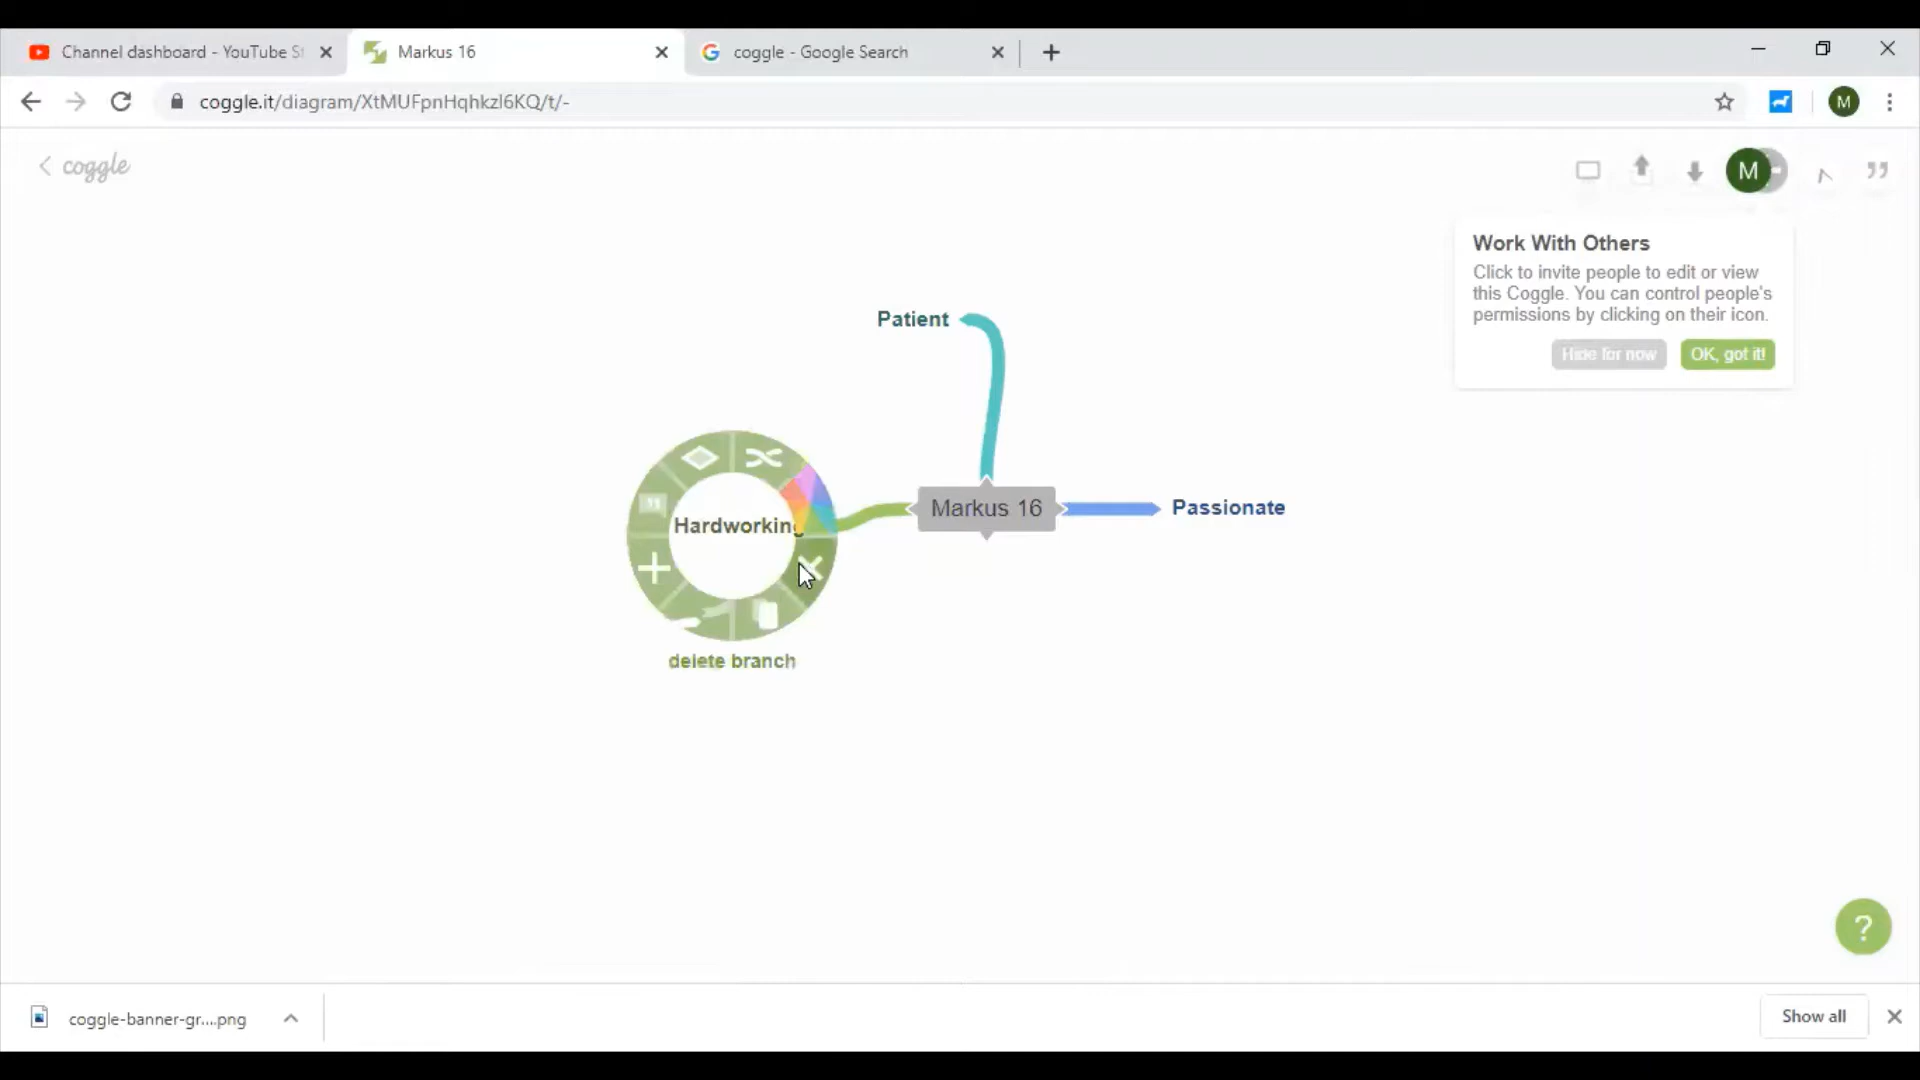 Channel dashboard - YouTube St
Markus 16
coggle - Google Search
coggle.it/diagram/XtMUFpnHqhkzl6KQ/t/-
M
coggle
M
Work With Others
Click to invite people to edit or view
this Coggle. You can control people's
permissions by clicking on their icon.
Hide for now
OK, got it!
Patient
Hardworking
Markus 16
Passionate
delete branch
?
coggle-banner-gr....png
Show all